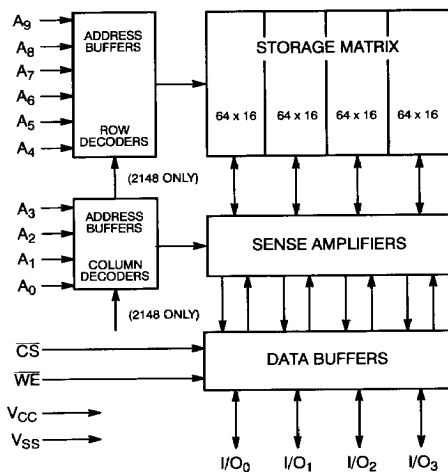 A9
A8
A7
A6
A5
A4
ADDRESS
BUFFERS
ROW
DECODERS
STORAGE MATRIX
64 x 16
64 x 16
64 x 16
64 x 16
(2148 ONLY)
A3
A2
A1
A0
ADDRESS
BUFFERS
COLUMN
DECODERS
SENSE AMPLIFIERS
(2148 ONLY)
CS
WE
DATA BUFFERS
VCC
VSS
I/O0
I/O1
I/O2
I/O3